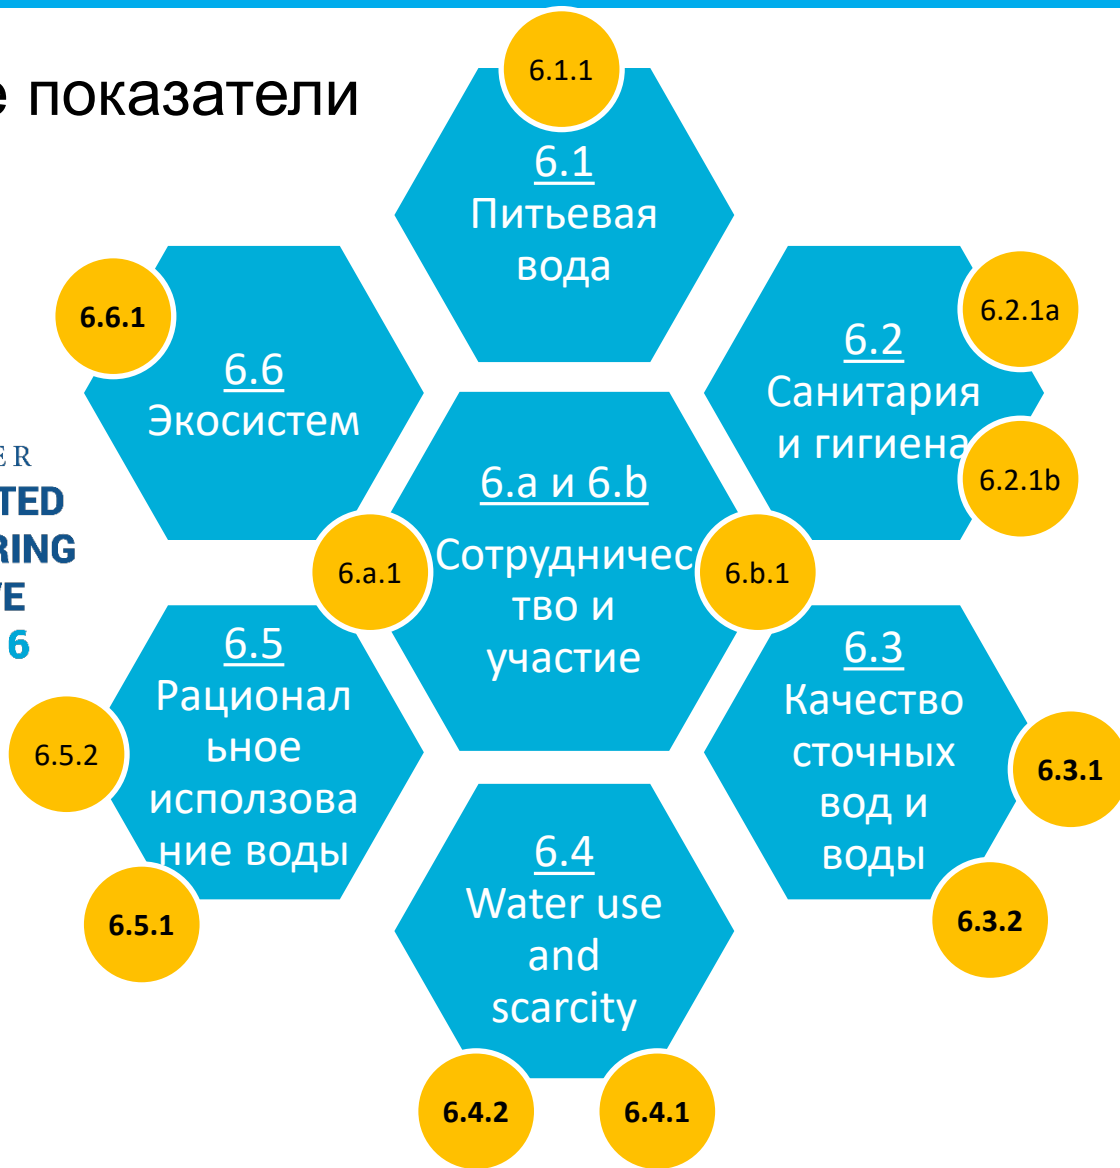 е показатели
6.1.1
6.1
Питьевая
вода
6.6.1
6.6
Экосистем
6.2.1a
6.2
Санитария
и гигиена
6.2.1b
ER
TED
RING
VE
6
6.a и 6.b
Сотрудничес
тво и
участие
6.a.1
6.b.1
6.5
Рационал
ьное
исползова
ние воды
6.5.2
6.5.1
6.3
Качество
сточных
вод и
воды
6.3.1
6.3.2
6.4
Water use
and
scarcity
6.4.2
6.4.1